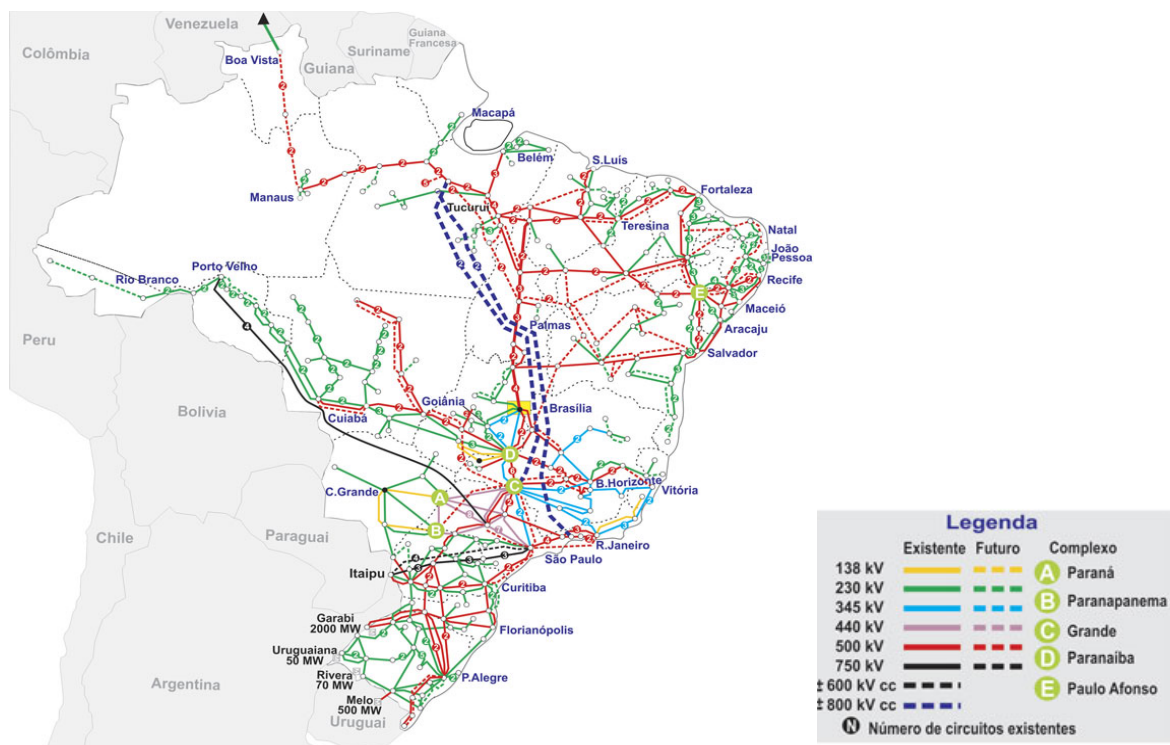 Venezuela
Colômbia
Suriname
Guiana
Francesa
Boa Vista
Guiana
Macapá
Belém
S.Luis
Manaus
Fortaleza
Tucuruí
Teresina
Natal
João
Pessoa
Porto Velho
Rio Branco
Recife
E
Maceió
Peru
Palmas
Aracaju
Salvador
Bolivia
Goiânia
Brasília
Cuiabá
D
C
B.Horizonte
Vitória
C.Grande
A
B
Chile
Paraguai
R.Janeiro
São Paulo
Itaipu
Curitiba
Garabi
2000 MW
Florianópolis
Uruguaiana
50 MW
Rivera
70 MW
P.Alegre
Melo
500 MW
Argentina
Uruguai
Legenda
Existente Futuro Complexo
138 kV A Paraná
230 kV B Paranapanema
345 kV C Grande
440 kV
500 kV D Paranaíba
750 kV E Paulo Afonso
± 600 kV cc
± 800 kV cc
N Número de circuitos existentes